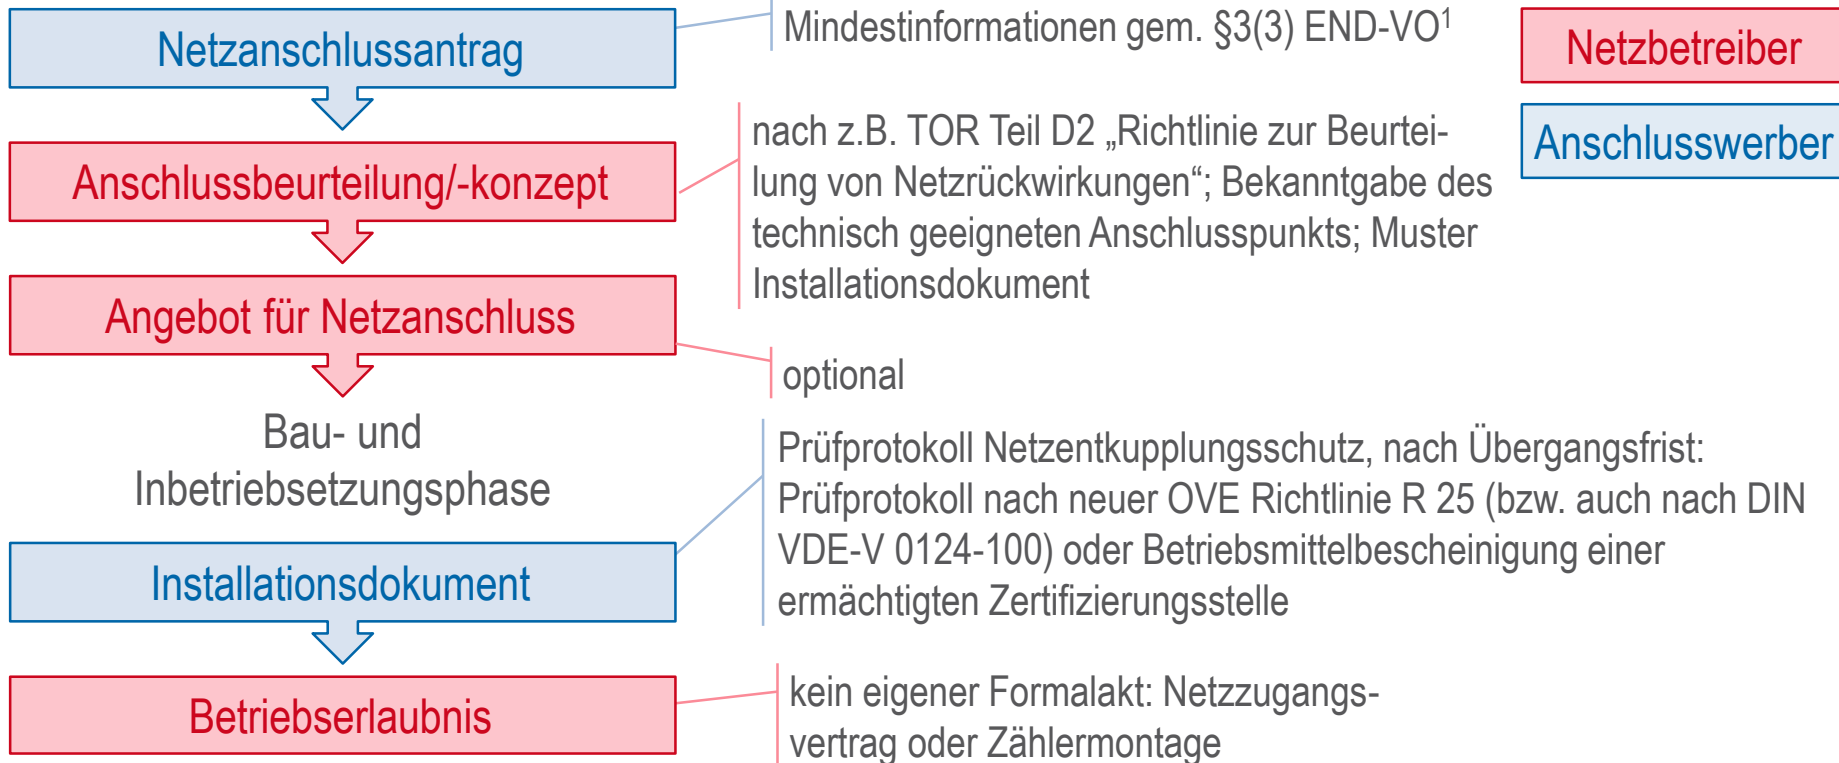 Netzanschlussantrag
Mindestinformationen gem. §3(3) END-VO¹
Netzbetreiber
Anschlusswerber
Anschlussbeurteilung/-konzept
nach z.B. TOR Teil D2 „Richtlinie zur Beurtei-
lung von Netzrückwirkungen“; Bekanntgabe des
technisch geeigneten Anschlusspunkts; Muster
Installationsdokument
Angebot für Netzanschluss
optional
Bau- und
Inbetriebsetzungsphase
Prüfprotokoll Netzentkupplungsschutz, nach Übergangsfrist:
Prüfprotokoll nach neuer OVE Richtlinie R 25 (bzw. auch nach DIN
VDE-V 0124-100) oder Betriebsmittelbescheinigung einer
ermächtigten Zertifizierungsstelle
Installationsdokument
Betriebserlaubnis
kein eigener Formalakt: Netzzugangs-
vertrag oder Zählermontage